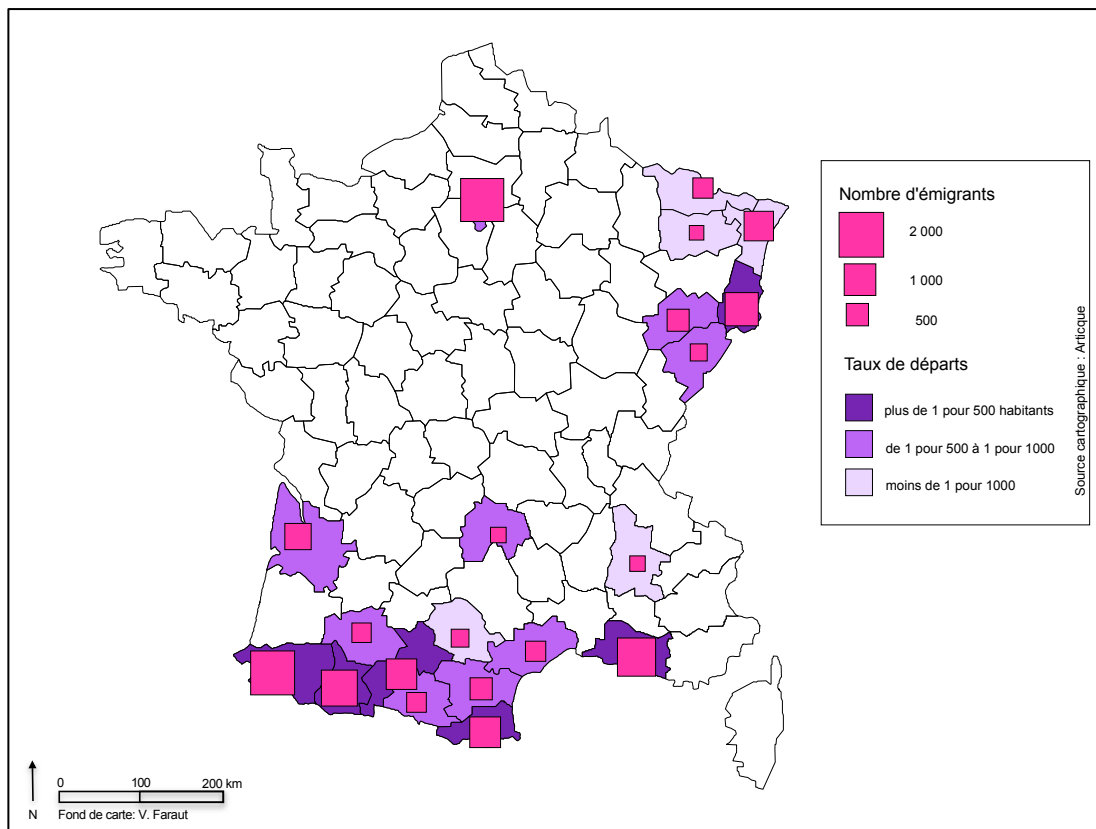 Nombre d'émigrants
2 000
1 000
500
Taux de départs
plus de 1 pour 500 habitants
de 1 pour 500 à 1 pour 1000
moins de 1 pour 1000
Source cartographique : Articque
0 100 200 km
N Fond de carte: V. Faraut